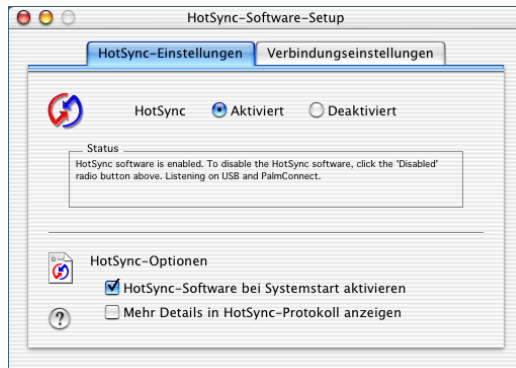 HotSync-Software-Setup
HotSync-Einstellungen
Verbindungseinstellungen
HotSync
Aktiviert
Deaktiviert
Status
HotSync software is enabled. To disable the HotSync software, click the 'Disabled'
radio button above. Listening on USB and PalmConnect.
HotSync-Optionen
HotSync-Software bei Systemstart aktivieren
Mehr Details in HotSync-Protokoll anzeigen
?